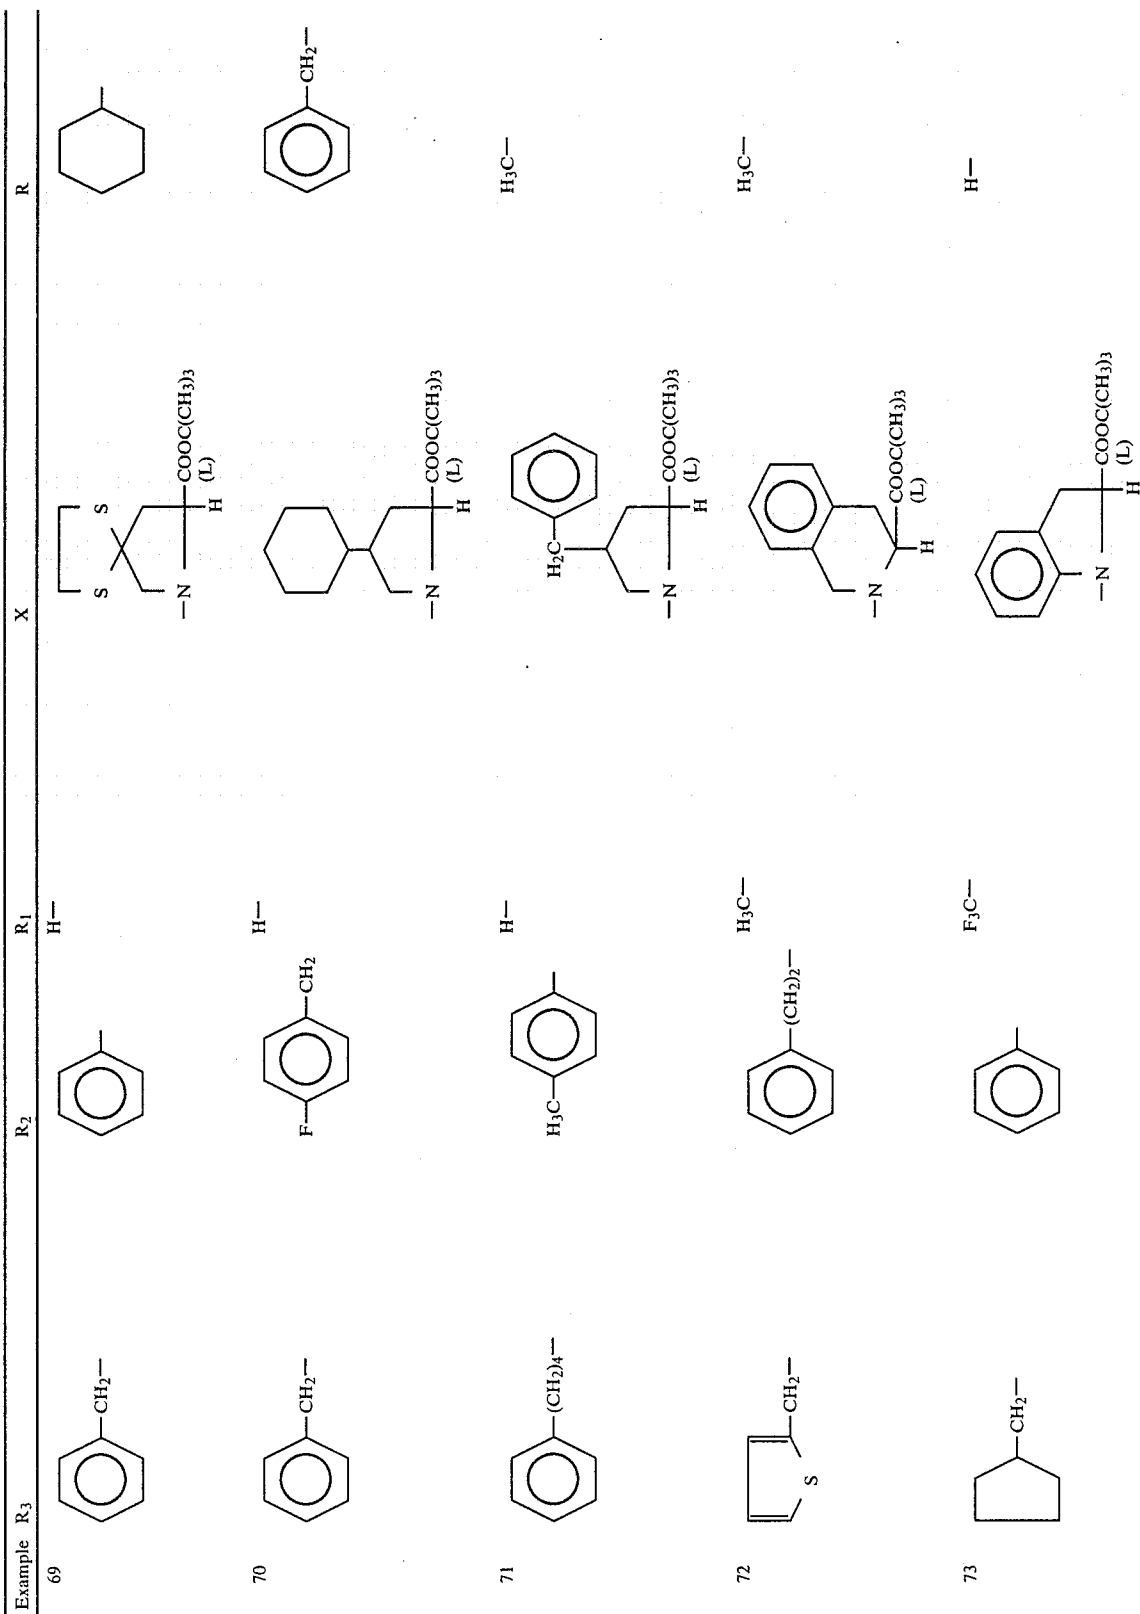 Example R3 R2 R1 X R
69 CH2— H— S S —N COOC(CH3)3 (L) H
70 CH2— F— CH2 H— —N COOC(CH3)3 (L) H CH2—
71 (CH2)4— H3C— H— H2C —N COOC(CH3)3 (L) H H3C—
72 S CH2— (CH2)2— H3C— —N COOC(CH3)3 (L) H H3C—
73 CH2— F3C— —N COOC(CH3)3 (L) H H—